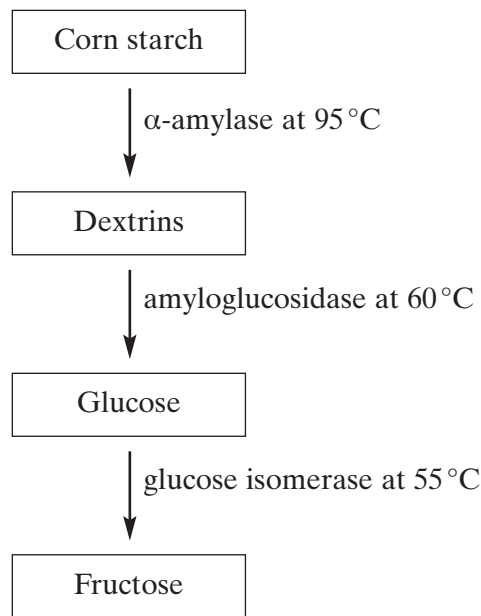 Corn starch
α-amylase at 95 °C
Dextrins
amyloglucosidase at 60 °C
Glucose
glucose isomerase at 55 °C
Fructose